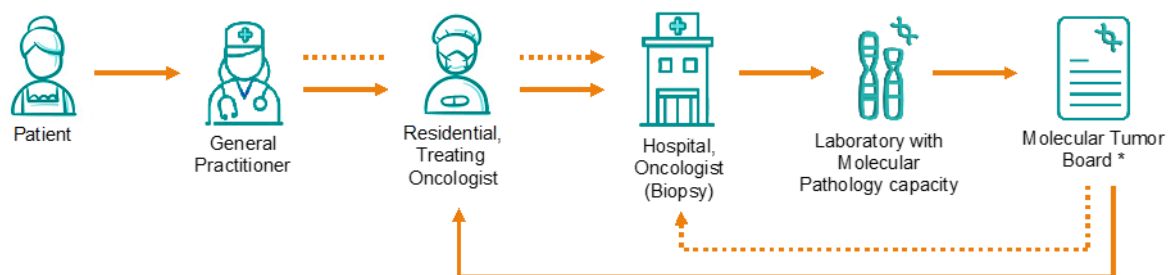 Patient
General
Practitioner
Residential,
Treating
Oncologist
Hospital,
Oncologist
(Biopsy)
Laboratory with
Molecular
Pathology capacity
Molecular Tumor
Board *